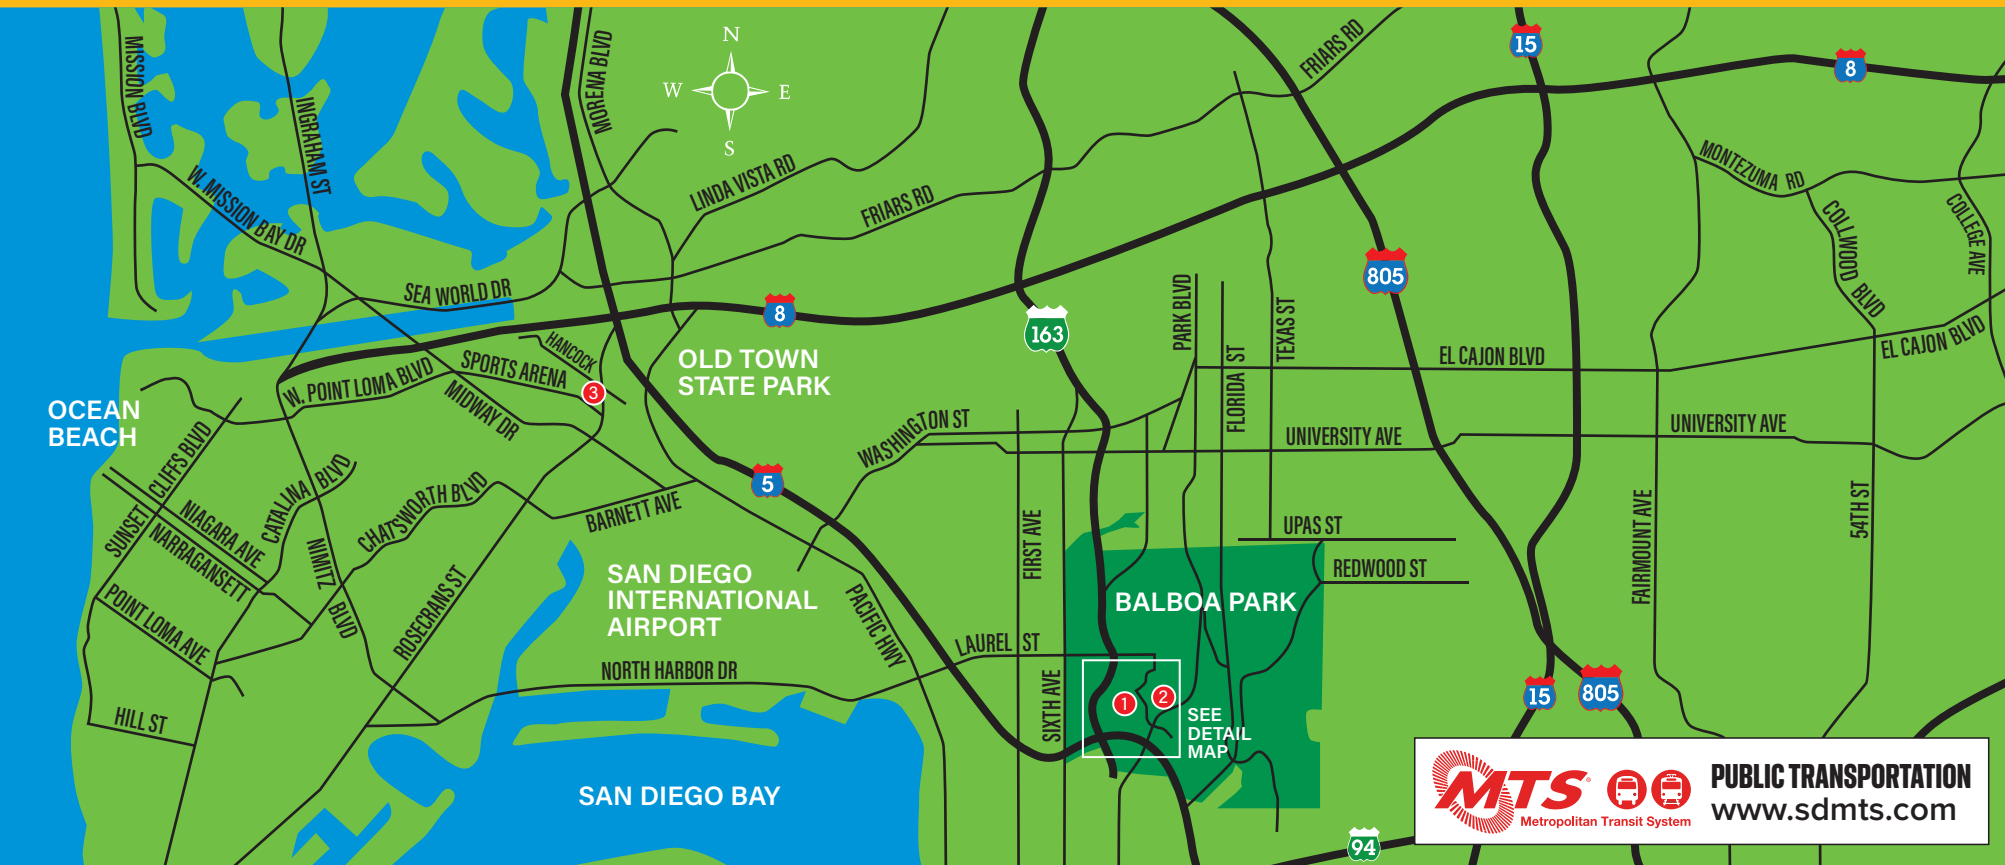 MISSION BLVD
INGRAHAM ST
MORENA BLVD
N
W
E
S
FRIARS RD
15
8
W. MISSION BAY DR
LINDA VISTA RD
FRIARS RD
MONTEZUMA RD
COLLWOOD BLVD
COLLEGE AVE
SEA WORLD DR
8
163
805
PARK BLVD
FLORIDA ST
TEXAS ST
EL CAJON BLVD
EL CAJON BLVD
HANCOCK
SPORTS ARENA
3
W. POINT LOMA BLVD
MIDWAY DR
OLD TOWN
STATE PARK
OCEAN
BEACH
WASHINGTON ST
UNIVERSITY AVE
UNIVERSITY AVE
5
SUNSET CLIFFS BLVD
NIAGARA AVE
NARRAGANSETT
CATALINA BLVD
CHATSWORTH BLVD
BARNETT AVE
NIMITZ BLVD
ROSECRANS ST
POINT LOMA AVE
HILL ST
SAN DIEGO
INTERNATIONAL
AIRPORT
PACIFIC HWY
NORTH HARBOR DR
LAUREL ST
FIRST AVE
SIXTH AVE
UPAS ST
REDWOOD ST
BALBOA PARK
FAIRMOUNT AVE
54TH ST
1
2
SEE
DETAIL
MAP
15
805
SAN DIEGO BAY
94
MTS®
Metropolitan Transit System
PUBLIC TRANSPORTATION
www.sdmts.com